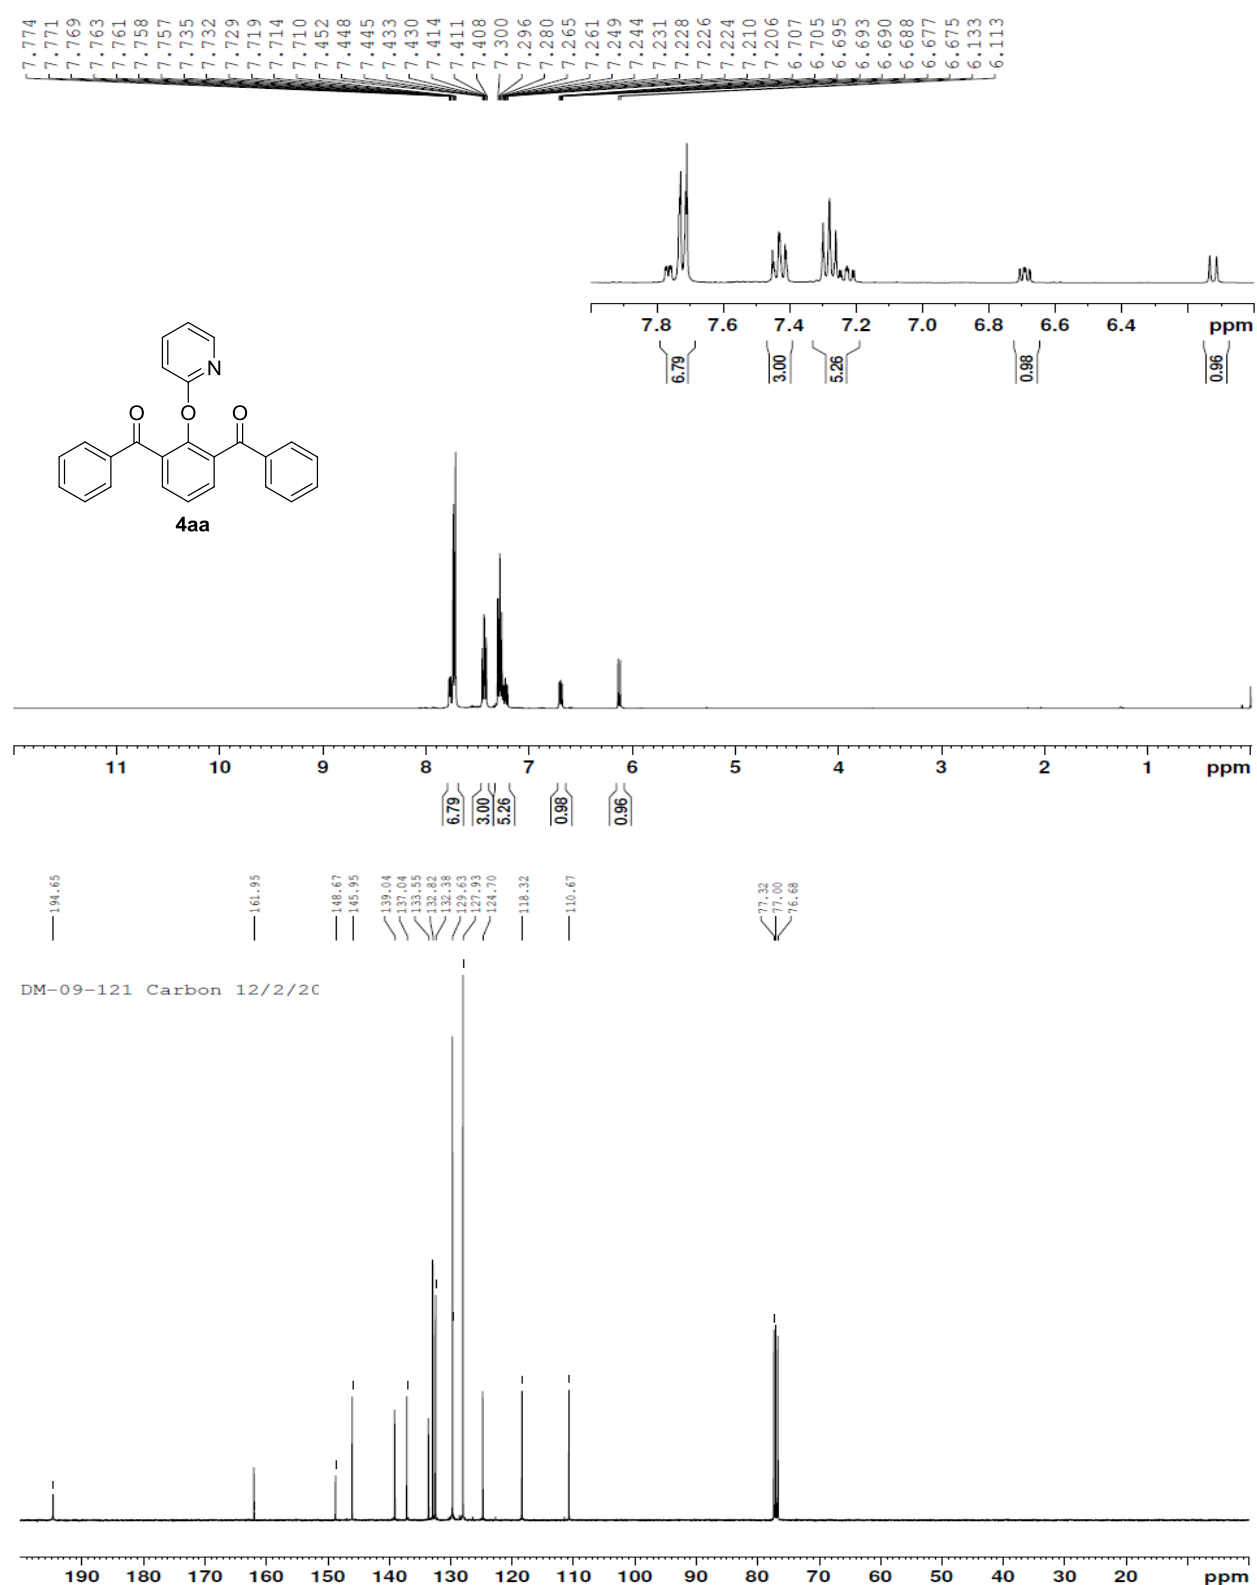 7.774 7.771 7.769 7.763 7.761 7.758 7.757 7.735 7.732 7.729 7.719 7.714 7.710 7.452 7.448 7.445 7.433 7.430 7.414 7.411 7.408 7.300 7.296 7.280 7.265 7.261 7.249 7.244 7.231 7.228 7.226 7.224 7.210 7.206 6.707 6.705 6.695 6.693 6.690 6.688 6.677 6.675 6.133 6.113
7.8 7.6 7.4 7.2 7.0 6.8 6.6 6.4 ppm
6.79 3.00 5.26 0.98 0.96
N
O O O
4aa
11 10 9 8 7 6 5 4 3 2 1 ppm
6.79 3.00 5.26 0.98 0.96
194.65 161.95 148.67 145.95 139.04 137.04 133.55 132.82 132.38 129.63 127.93 124.70 118.32 110.67 77.32 77.00 76.68
DM-09-121 Carbon 12/2/20
190 180 170 160 150 140 130 120 110 100 90 80 70 60 50 40 30 20 ppm